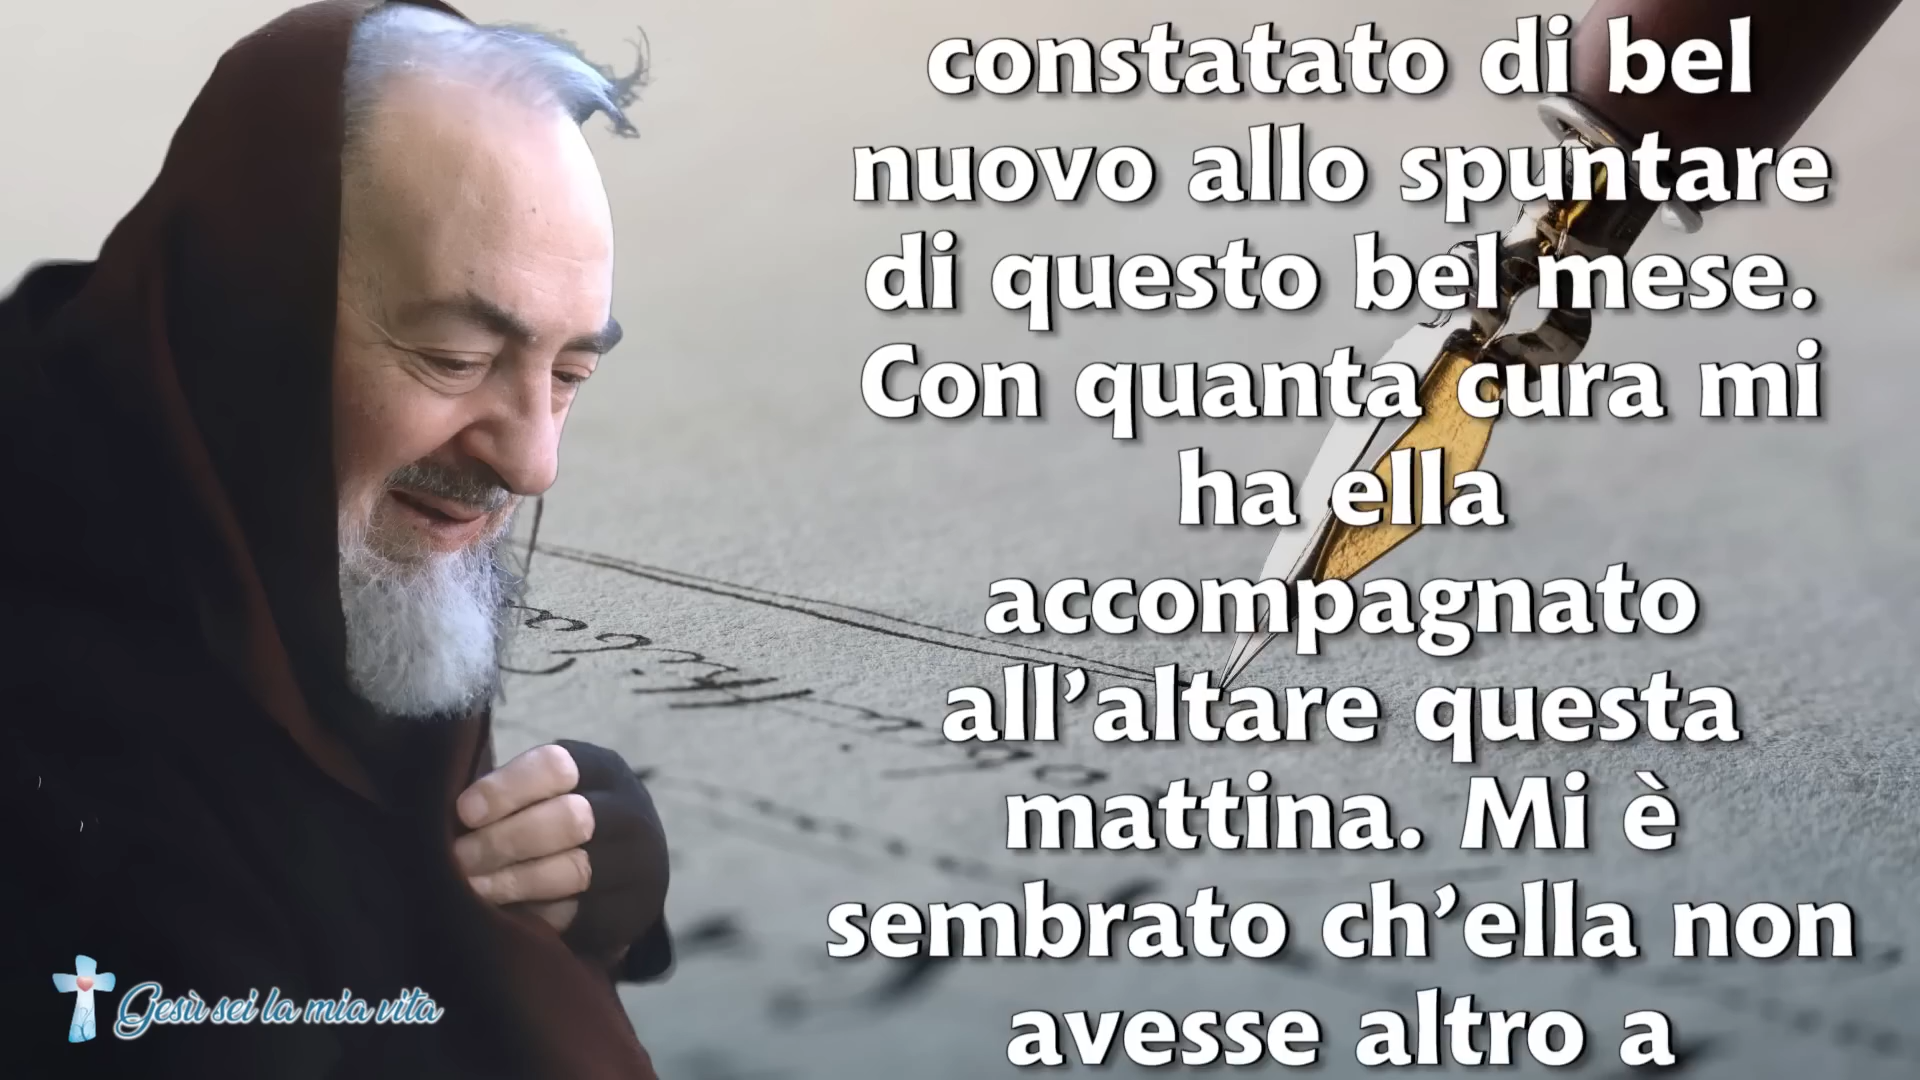 constatato di bel
nuovo allo spuntare
di questo bel mese.
Con quanta cura mi
ha ella
accompagnato
all’altare questa
mattina. Mi è
sembrato ch’ella non
avesse altro a
Gesù sei la mia vita